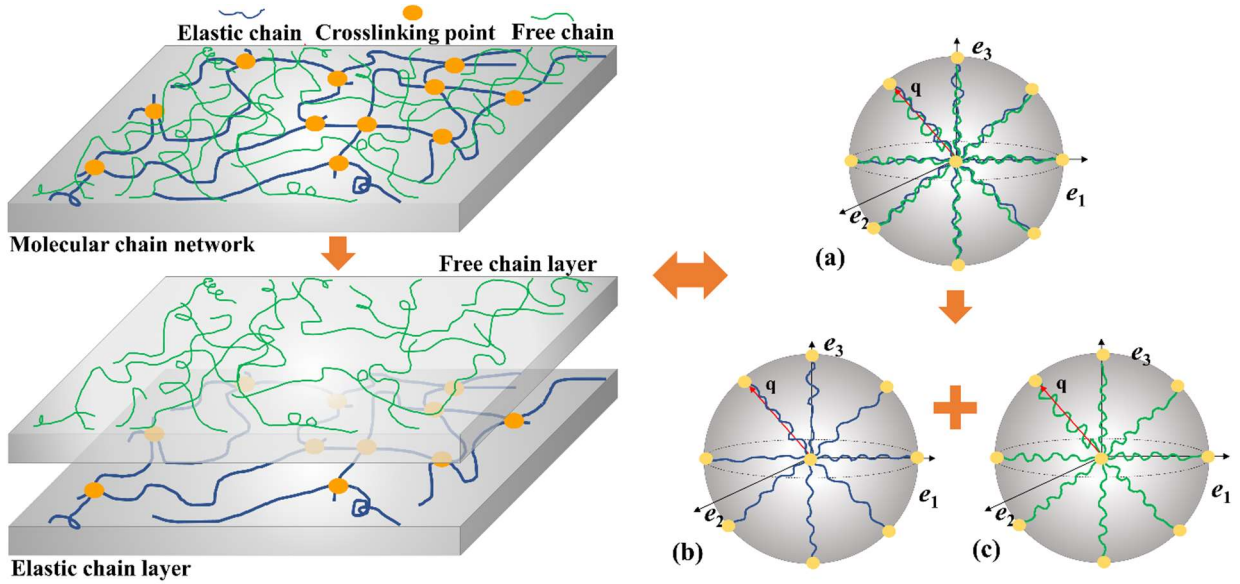 Elastic chain Crosslinking point Free chain
Molecular chain network
Free chain layer
Elastic chain layer
e3
q
e1
e2
(a)
e3
q
e1
e2
(b)
e3
q
e1
e2
(c)